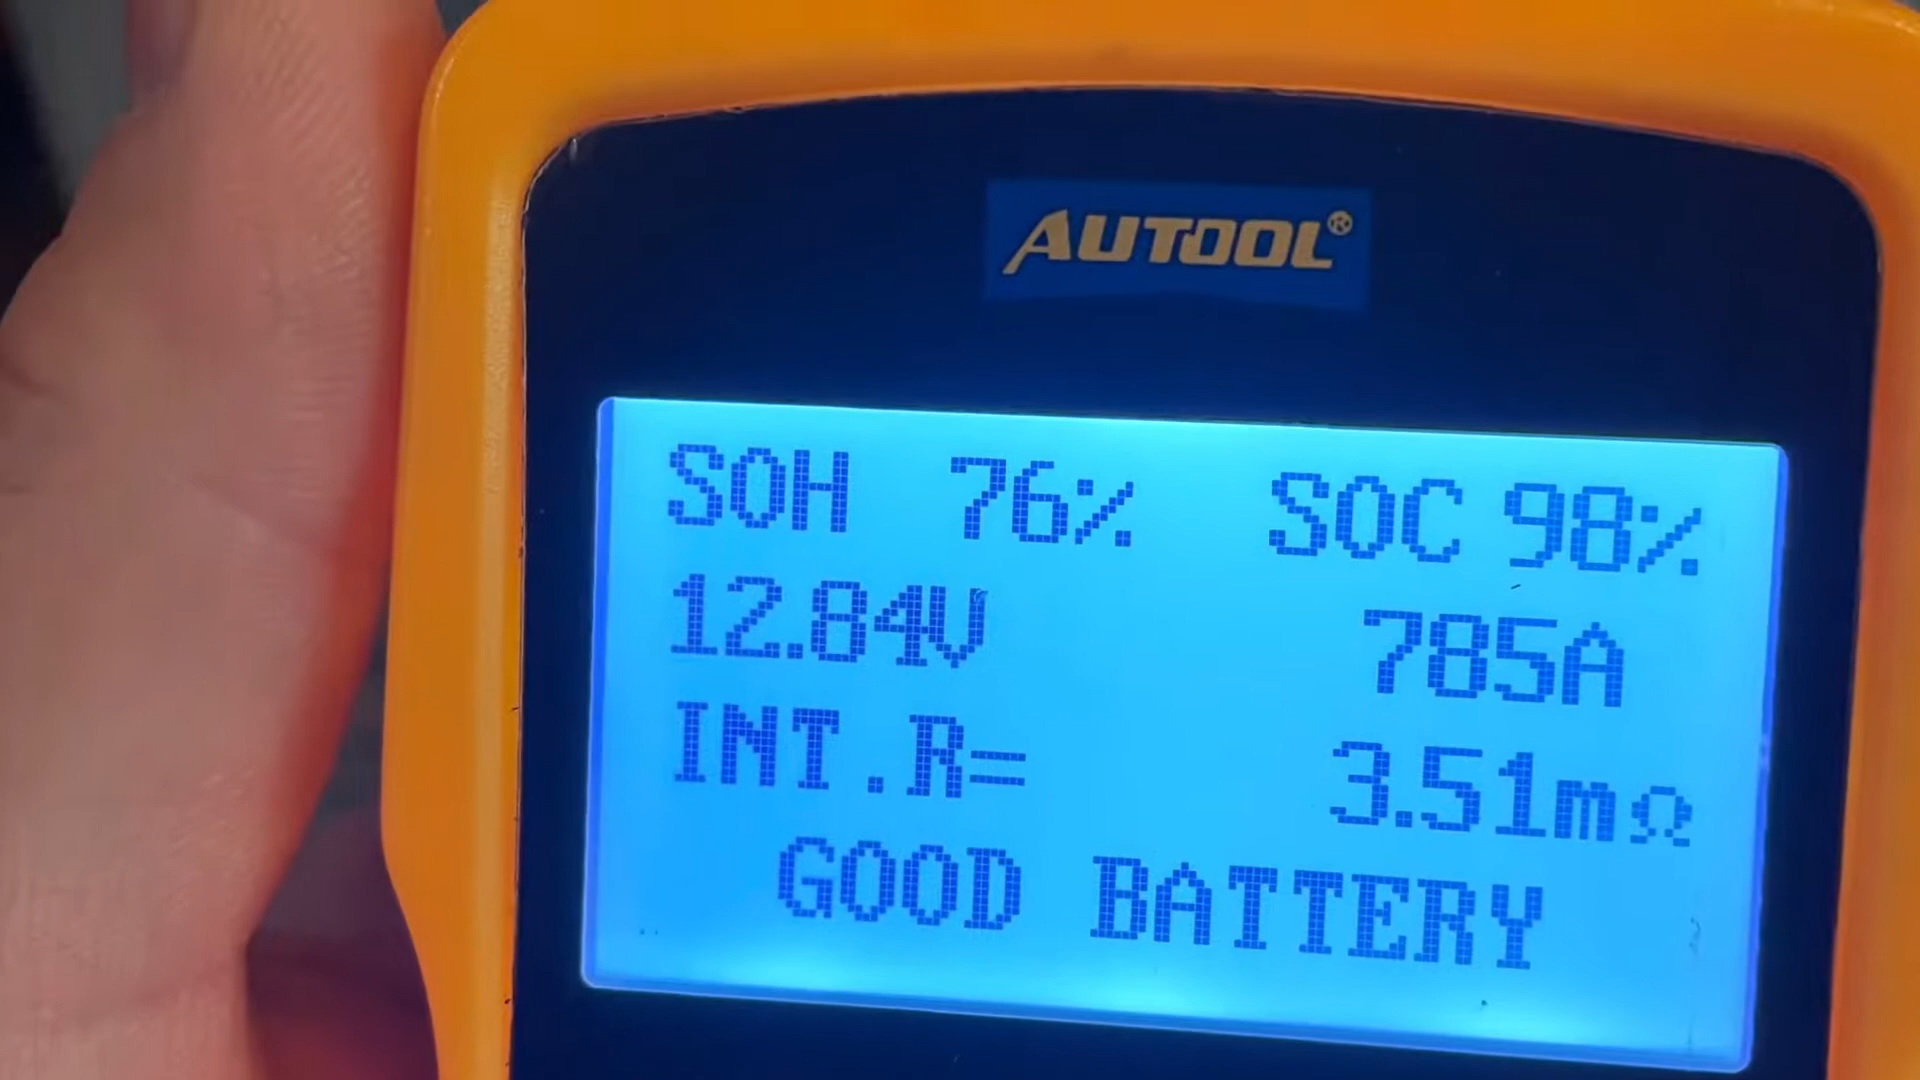 AUTOOL®
SOH 76% SOC 98%
12.84V 785A
INT.R= 3.51mΩ
GOOD BATTERY